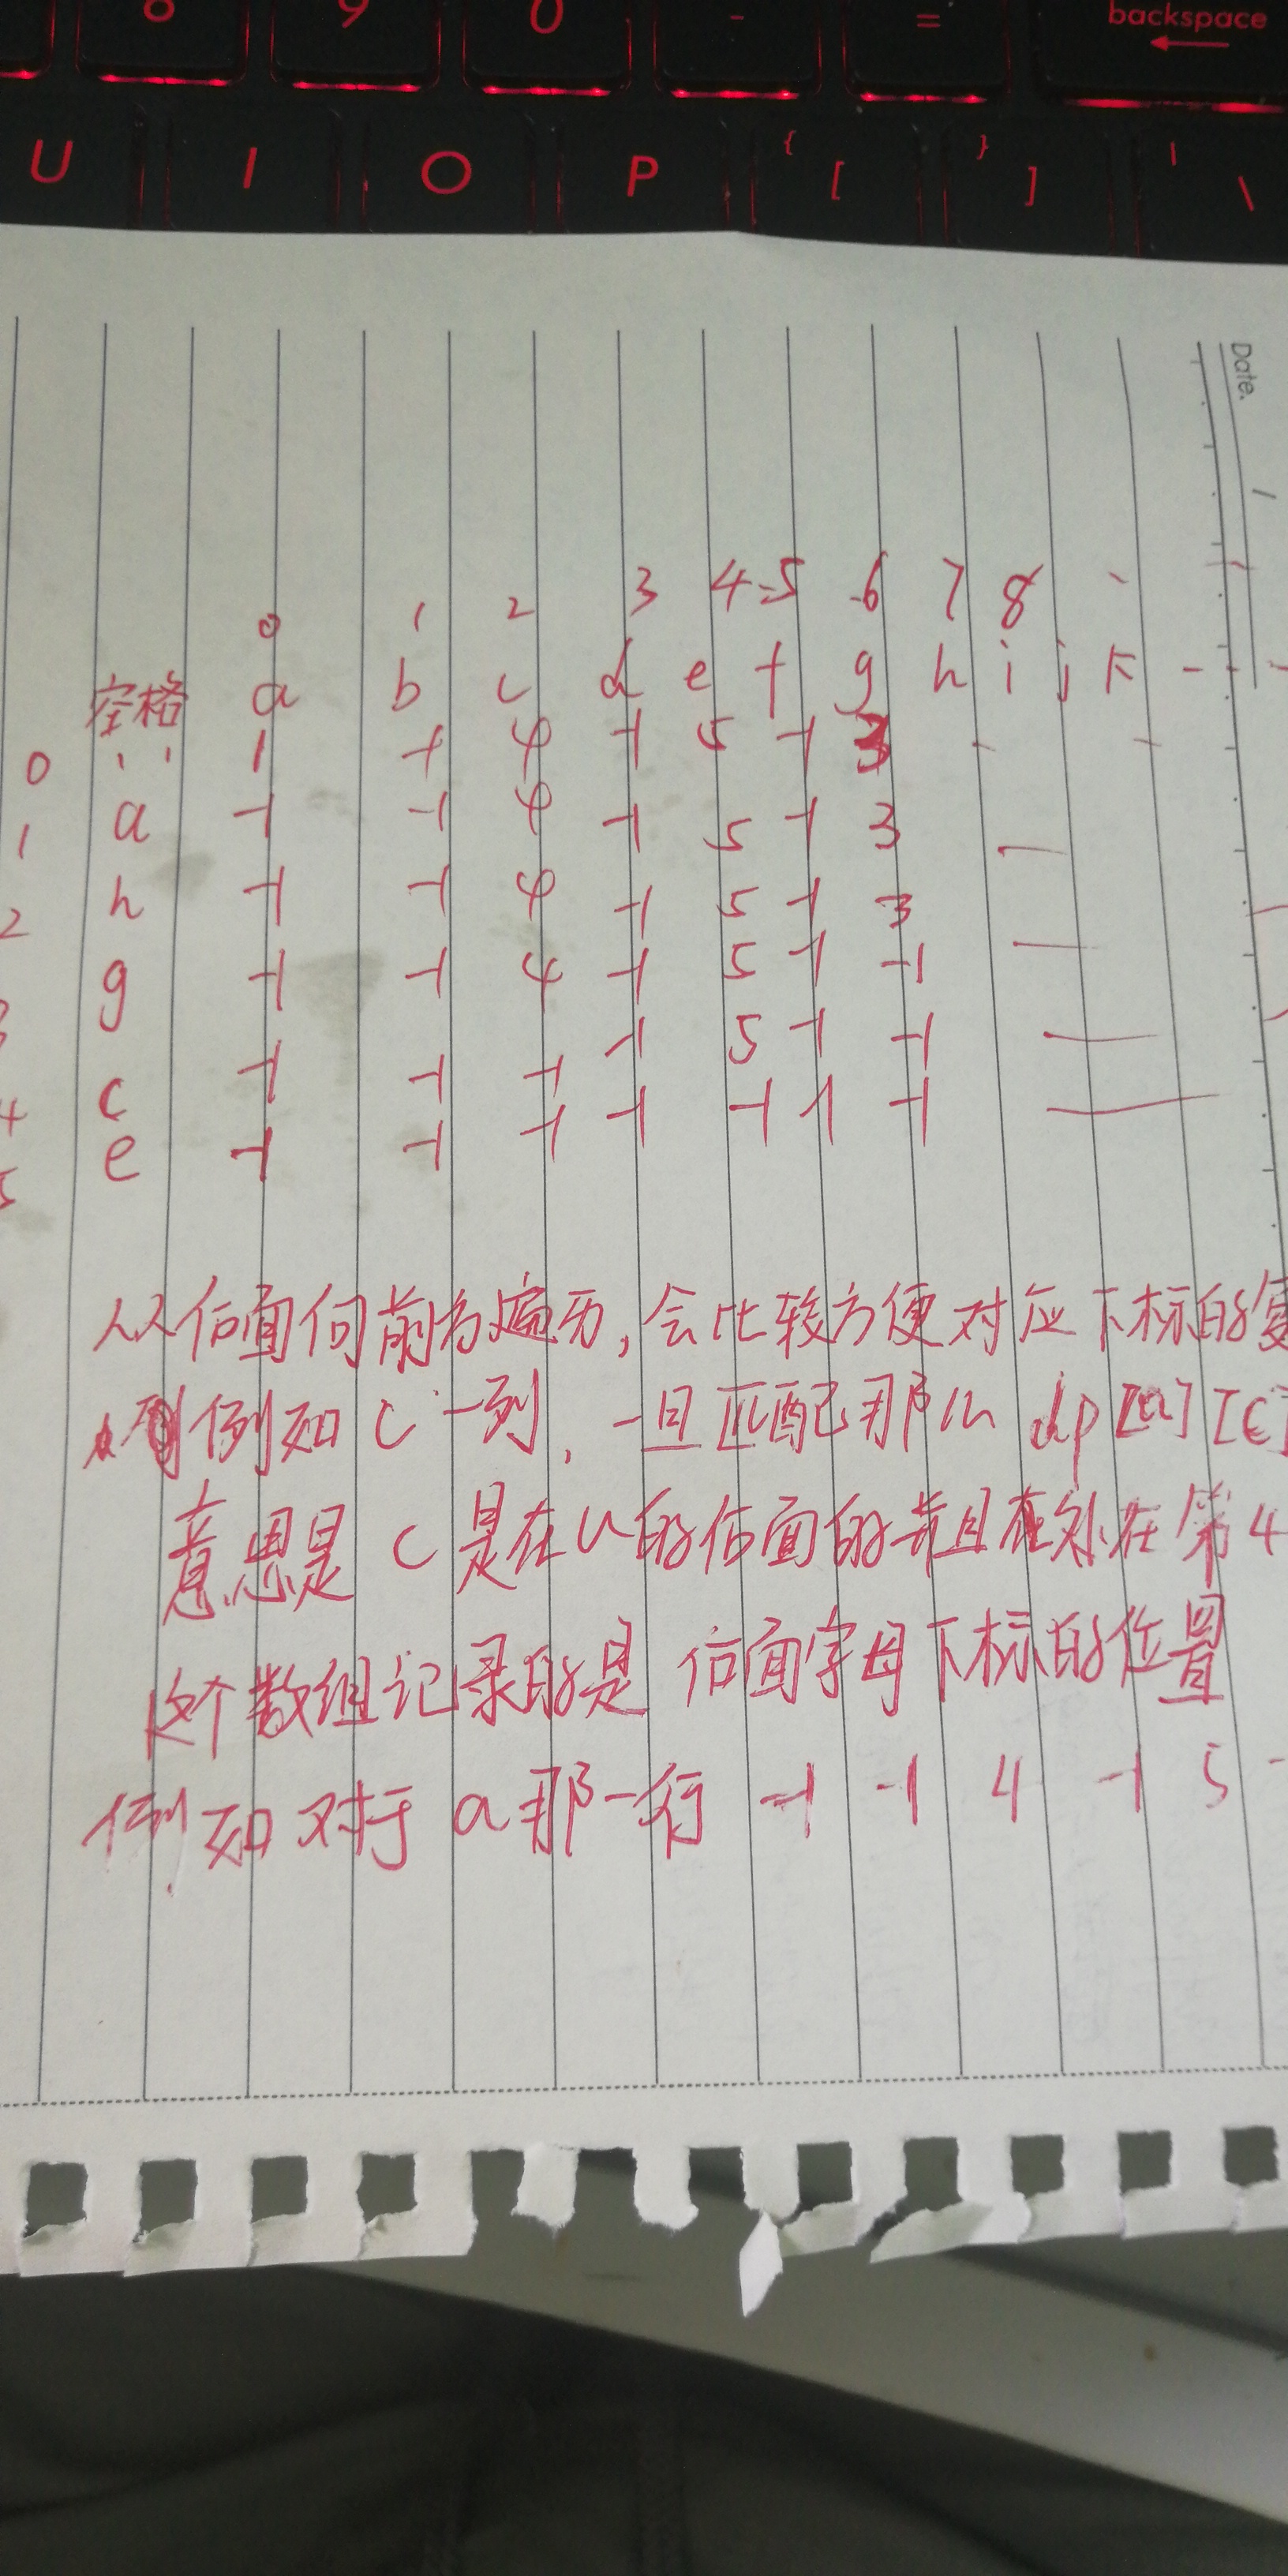 8 9 0 - = backspace
U I O P { [ } ] | \
Date.
0 1 2 3 4 5 6 7 8
空格 a b c d e f g h i j k - - -
0 ' ' 1 -1 4 -1 5 -1 3
1 a -1 -1 4 -1 5 -1 3
2 h -1 -1 4 -1 5 -1 3
3 g -1 -1 4 -1 5 -1 -1
4 c -1 -1 -1 -1 5 -1 -1
5 e -1 -1 -1 -1 -1 -1 -1
从后面向前为遍历,会比较方便对应下标的
例如 c 一列,一旦匹配那么 dp[a][c]
意思是 c 是在 a 的后面的并且在 在第4
这个数组记录的是 后面字母下标的位置
例如对于 a 那一行 -1 -1 4 -1 5 -